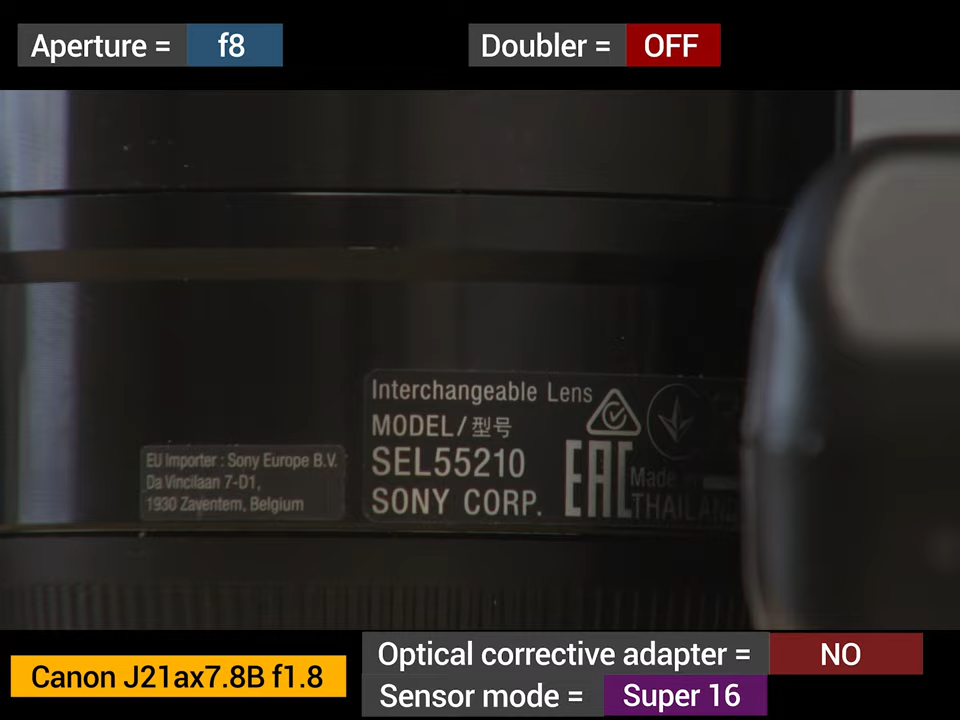 Aperture = f8
Doubler = OFF
Interchangeable Lens
MODEL/型号
SEL55210
SONY CORP.
EAC
Made in
THAILAND
EU Importer : Sony Europe B.V.
Da Vincilaan 7-D1,
1930 Zaventem, Belgium
Canon J21ax7.8B f1.8
Optical corrective adapter = NO
Sensor mode = Super 16